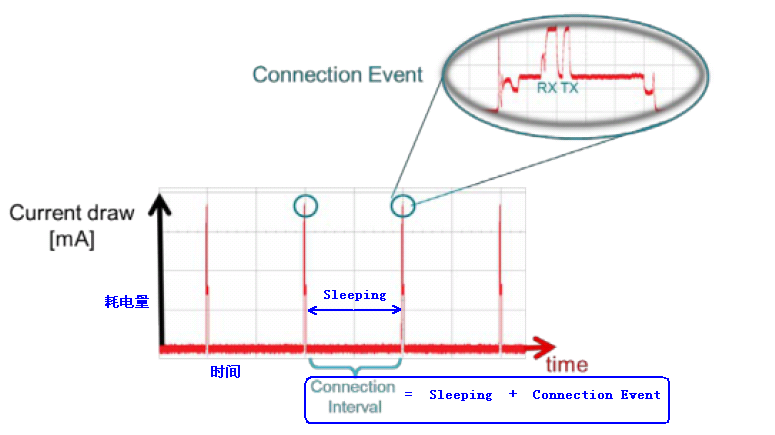 Connection Event
RX TX
Current draw
[mA]
Sleeping
耗电量
time
时间
Connection
Interval
= Sleeping + Connection Event